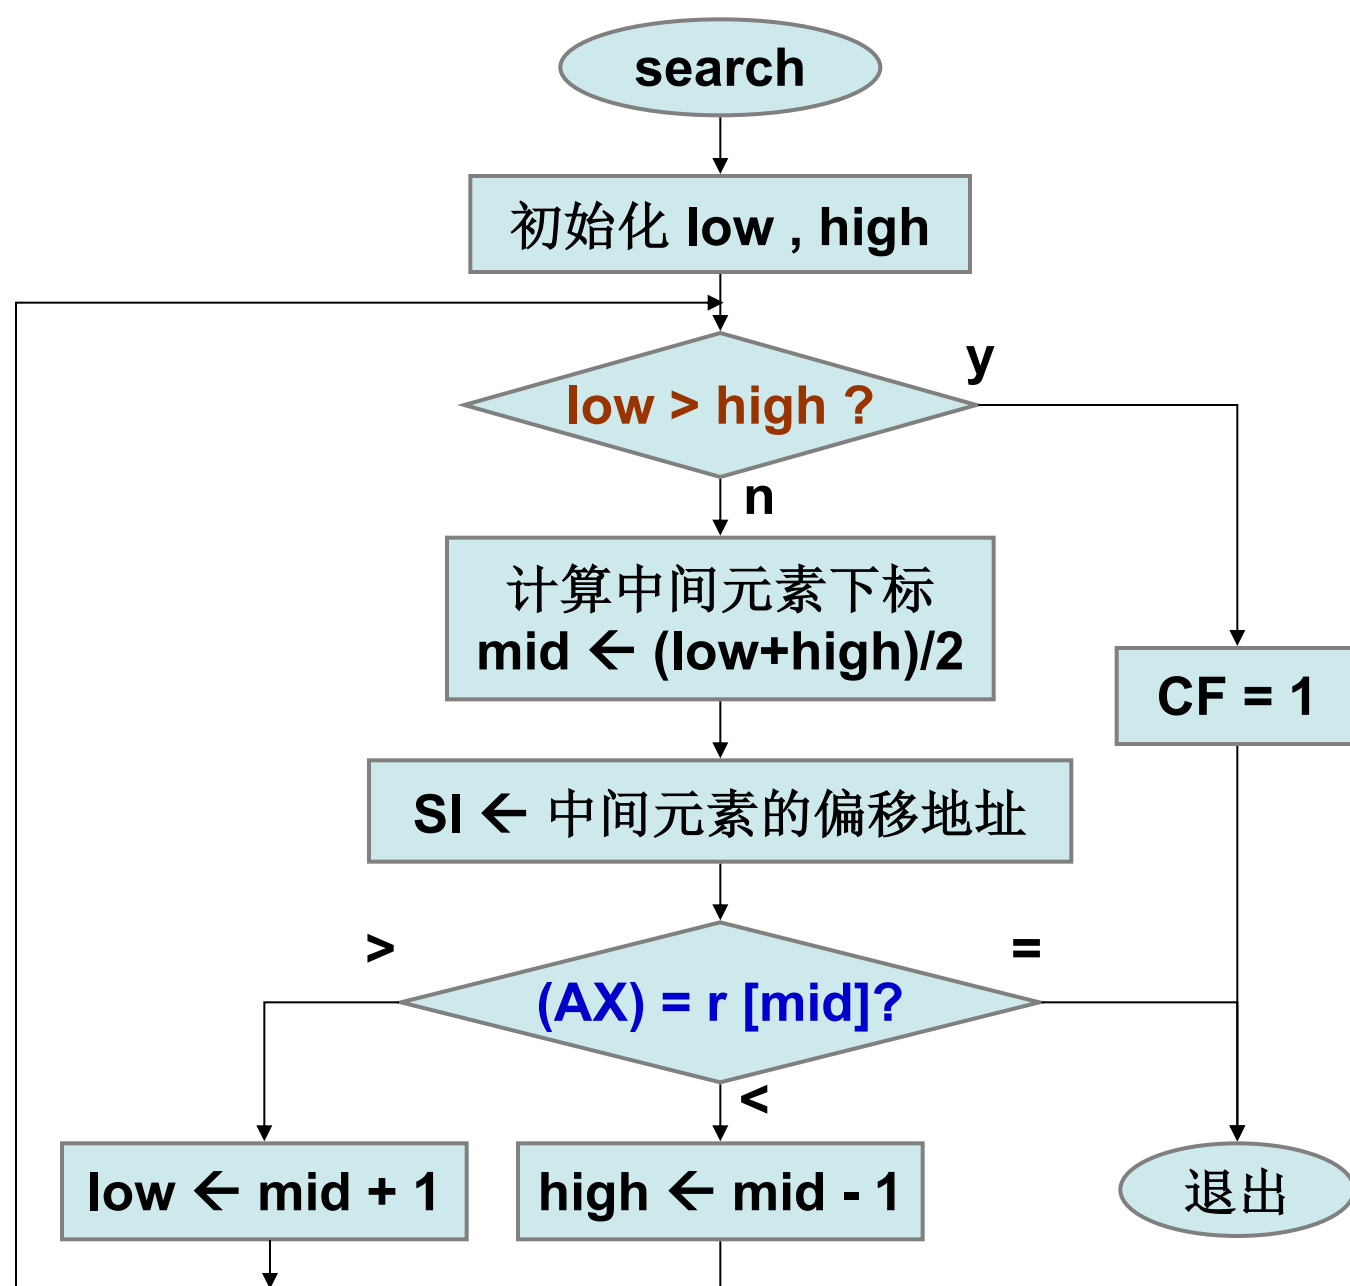 search
初始化 low , high
low > high ?
y
n
计算中间元素下标
mid ← (low+high)/2
CF = 1
SI ← 中间元素的偏移地址
>
=
(AX) = r [mid]?
<
low ← mid + 1
high ← mid - 1
退出